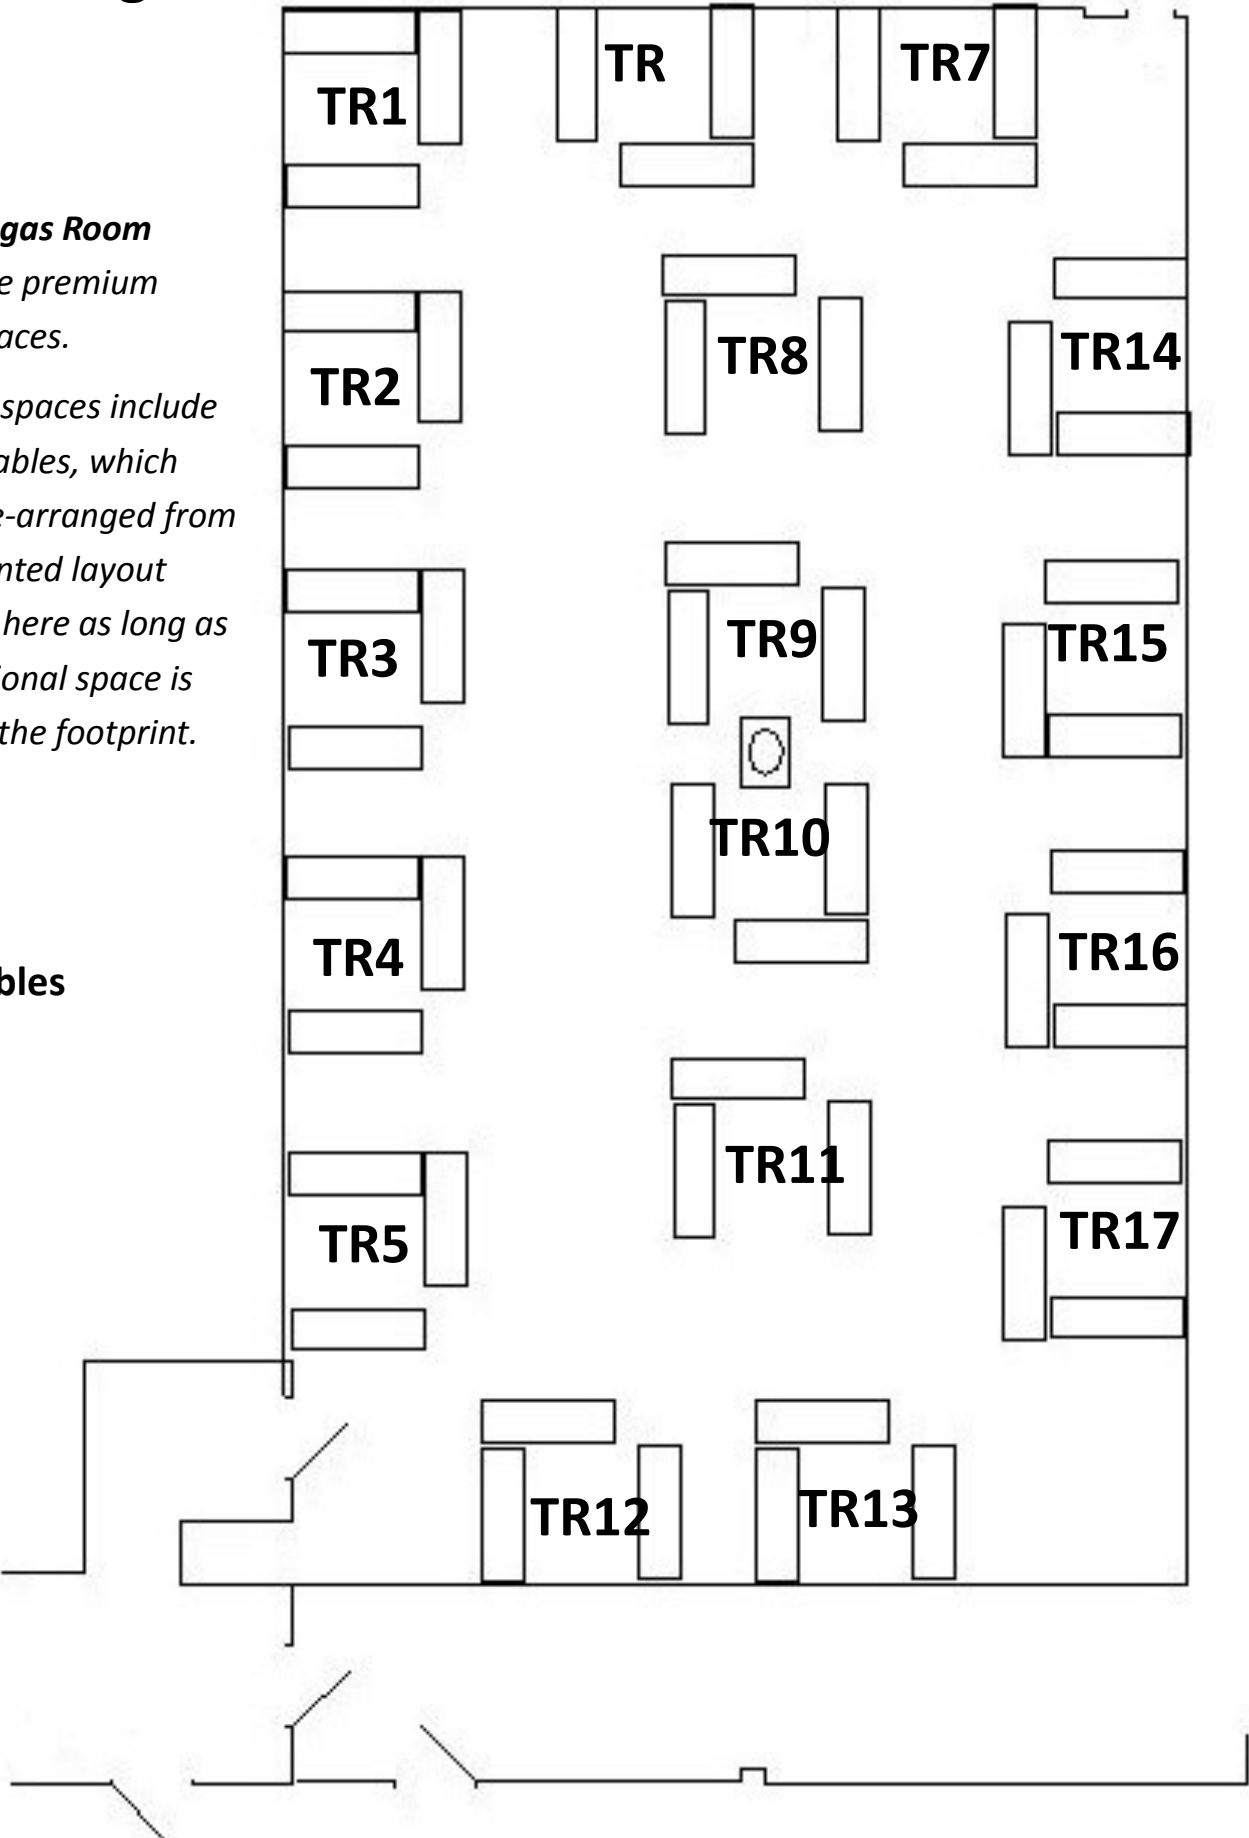 g
gas Room
e premium
aces.
spaces include
ables, which
e-arranged from
nted layout
here as long as
ional space is
the footprint.
bles
TR1
TR
TR7
TR2
TR8
TR14
TR3
TR9
TR15
TR4
TR10
TR16
TR5
TR11
TR17
TR12
TR13